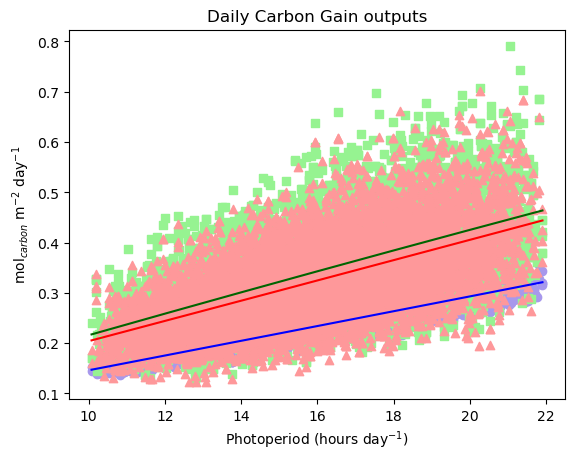 Daily Carbon Gain outputs
mol_{carbon} m^{−2} day^{−1}
0.8
0.7
0.6
0.5
0.4
0.3
0.2
0.1
10 12 14 16 18 20 22
Photoperiod (hours day^{−1})